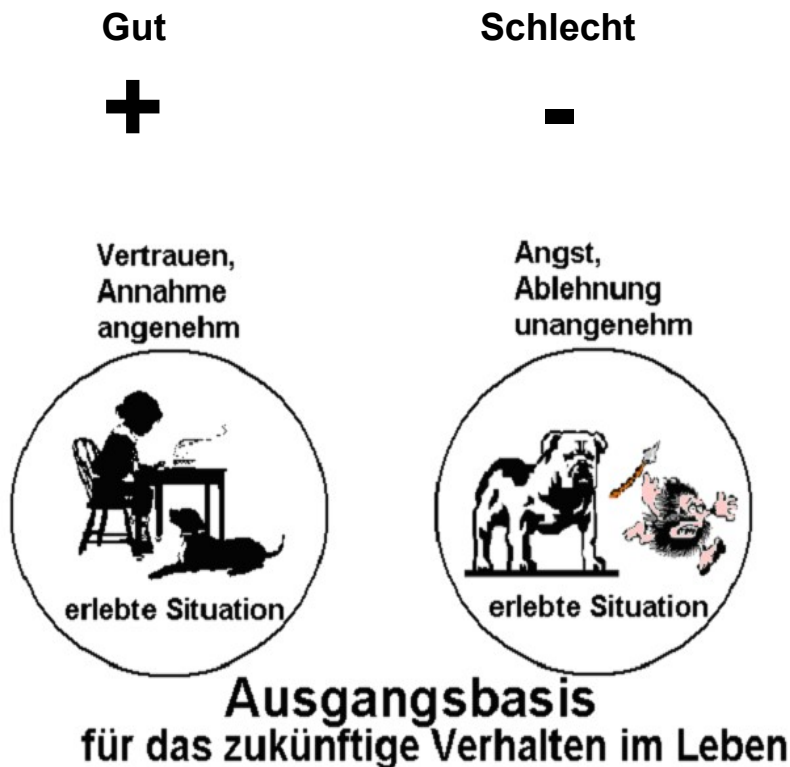 Gut
Schlecht
+
-
Vertrauen,
Annahme
angenehm
Angst,
Ablehnung
unangenehm
erlebte Situation
erlebte Situation
Ausgangsbasis
für das zukünftige Verhalten im Leben